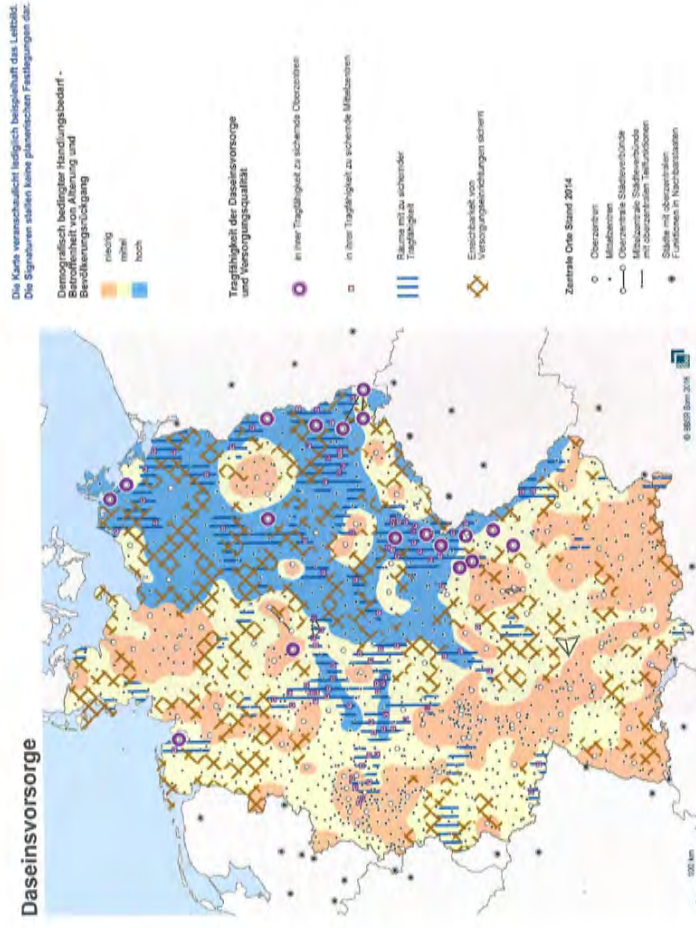 Daseinsvorsorge
Die Karte veranschaulicht lediglich beispielhaft das Leitbild.
Die Signaturen stellen keine planerischen Festlegungen dar.
Demografisch bedingter Handlungsbedarf -
Betroffenheit von Alterung und
Bevölkerungsrückgang
niedrig
mittel
hoch
Tragfähigkeit der Daseinsvorsorge
und Versorgungsqualität
in ihrer Tragfähigkeit zu sichernde Oberzentren
in ihrer Tragfähigkeit zu sichernde Mittelzentren
Räume mit zu sichernder
Tragfähigkeit
Erreichbarkeit von
Versorgungseinrichtungen sichern
Zentrale Orte Stand 2014
Oberzentren
Mittelzentren
Oberzentrale Städteverbünde
Mittelzentrale Städteverbünde
mit oberzentralen Teilfunktionen
Städte mit oberzentralen
Funktionen in Nachbarstaaten
100 km
© BBSR Bonn 2016